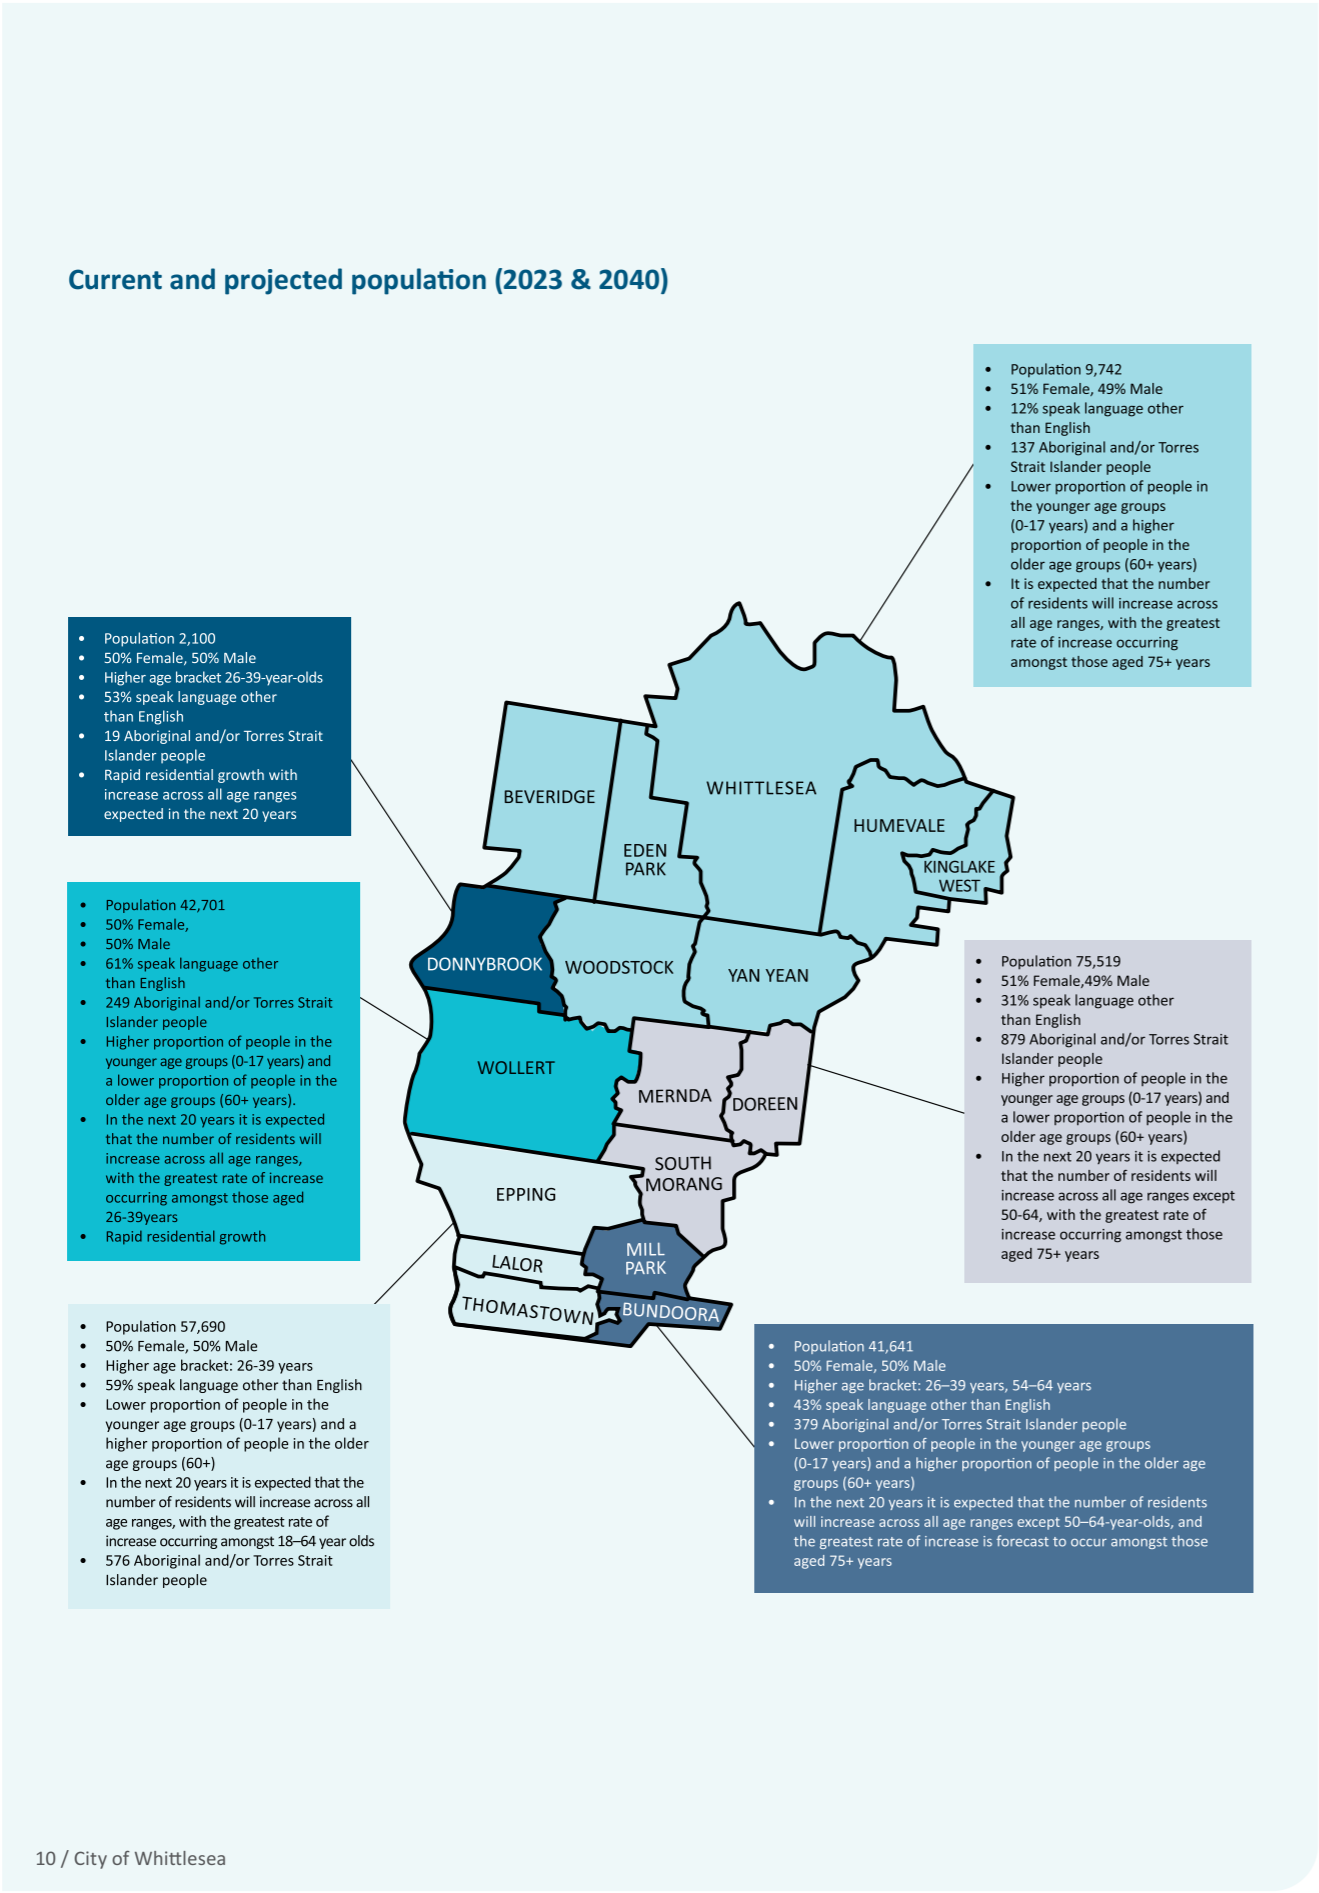 Current and projected population (2023 & 2040)
• Population 9,742
• 51% Female, 49% Male
• 12% speak language other
than English
• 137 Aboriginal and/or Torres
Strait Islander people
• Lower proportion of people in
the younger age groups
(0-17 years) and a higher
proportion of people in the
older age groups (60+ years)
• It is expected that the number
of residents will increase across
all age ranges, with the greatest
rate of increase occurring
amongst those aged 75+ years
• Population 2,100
• 50% Female, 50% Male
• Higher age bracket 26-39-year-olds
• 53% speak language other
than English
• 19 Aboriginal and/or Torres Strait
Islander people
• Rapid residential growth with
increase across all age ranges
expected in the next 20 years
• Population 42,701
• 50% Female,
• 50% Male
• 61% speak language other
than English
• 249 Aboriginal and/or Torres Strait
Islander people
• Higher proportion of people in the
younger age groups (0-17 years) and
a lower proportion of people in the
older age groups (60+ years).
• In the next 20 years it is expected
that the number of residents will
increase across all age ranges,
with the greatest rate of increase
occurring amongst those aged
26-39years
• Rapid residential growth
BEVERIDGE
EDEN
PARK
WHITTLESEA
HUMEVALE
KINGLAKE
WEST
DONNYBROOK
WOODSTOCK
YAN YEAN
WOLLERT
MERNDA
DOREEN
SOUTH
MORANG
EPPING
MILL
PARK
LALOR
THOMASTOWN
BUNDOORA
• Population 75,519
• 51% Female,49% Male
• 31% speak language other
than English
• 879 Aboriginal and/or Torres Strait
Islander people
• Higher proportion of people in the
younger age groups (0-17 years) and
a lower proportion of people in the
older age groups (60+ years)
• In the next 20 years it is expected
that the number of residents will
increase across all age ranges except
50-64, with the greatest rate of
increase occurring amongst those
aged 75+ years
• Population 57,690
• 50% Female, 50% Male
• Higher age bracket: 26-39 years
• 59% speak language other than English
• Lower proportion of people in the
younger age groups (0-17 years) and a
higher proportion of people in the older
age groups (60+)
• In the next 20 years it is expected that the
number of residents will increase across all
age ranges, with the greatest rate of
increase occurring amongst 18–64 year olds
• 576 Aboriginal and/or Torres Strait
Islander people
• Population 41,641
• 50% Female, 50% Male
• Higher age bracket: 26–39 years, 54–64 years
• 43% speak language other than English
• 379 Aboriginal and/or Torres Strait Islander people
• Lower proportion of people in the younger age groups
(0-17 years) and a higher proportion of people in the older age
groups (60+ years)
• In the next 20 years it is expected that the number of residents
will increase across all age ranges except 50–64-year-olds, and
the greatest rate of increase is forecast to occur amongst those
aged 75+ years
10 / City of Whittlesea